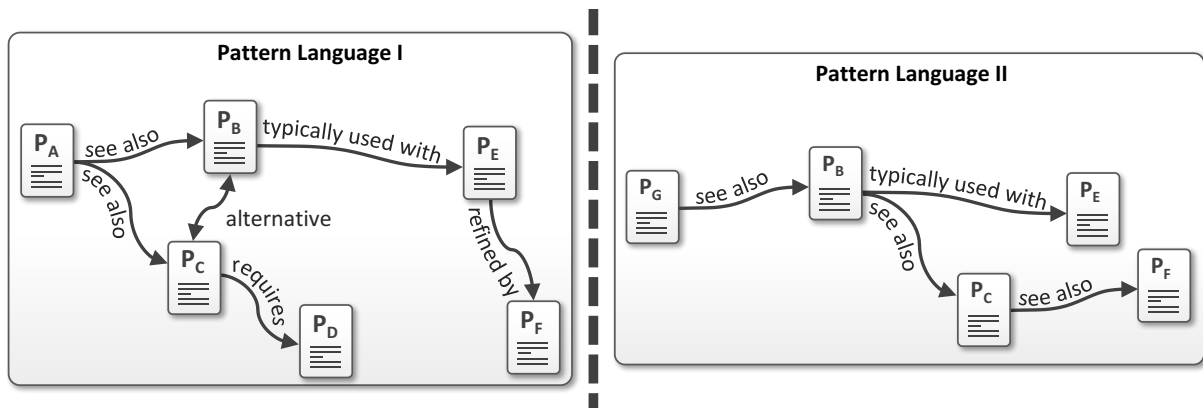 Pattern Language I
P_A
see also
see also
P_B
typically used with
P_E
alternative
refined by
P_C
requires
P_D
P_F
Pattern Language II
P_G
see also
P_B
typically used with
P_E
see also
P_C
see also
P_F